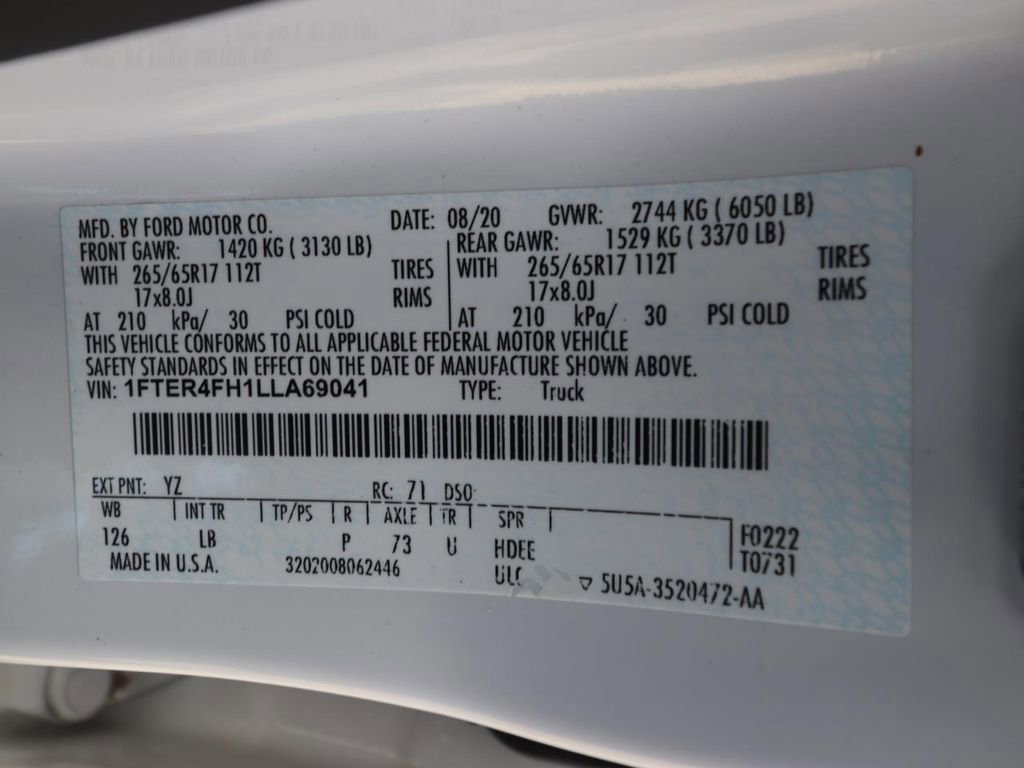 MFD. BY FORD MOTOR CO. DATE: 08/20 GVWR: 2744 KG ( 6050 LB)
FRONT GAWR: 1420 KG ( 3130 LB) REAR GAWR: 1529 KG ( 3370 LB)
WITH 265/65R17 112T TIRES WITH 265/65R17 112T TIRES
17x8.0J RIMS 17x8.0J RIMS
AT 210 kPa/ 30 PSI COLD AT 210 kPa/ 30 PSI COLD
THIS VEHICLE CONFORMS TO ALL APPLICABLE FEDERAL MOTOR VEHICLE
SAFETY STANDARDS IN EFFECT ON THE DATE OF MANUFACTURE SHOWN ABOVE.
VIN: 1FTER4FH1LLA69041 TYPE: Truck
EXT PNT: YZ RC: 71 DSO:
WB INT TR TP/PS R AXLE TR SPR
126 LB P 73 U HDEE F0222
T0731
MADE IN U.S.A. 3202008062446 ULC 5U5A-3520472-AA